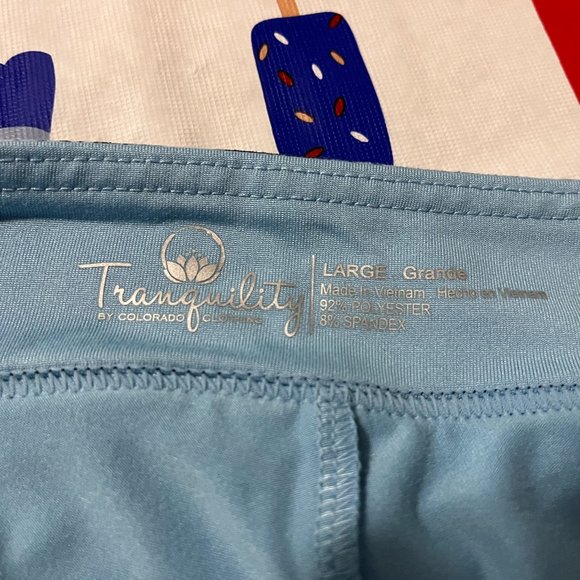 Tranquility
BY COLORADO CLOTHING
LARGE Grande
Made in Vietnam. Hecho en Vietnam
92% POLYESTER
8% SPANDEX